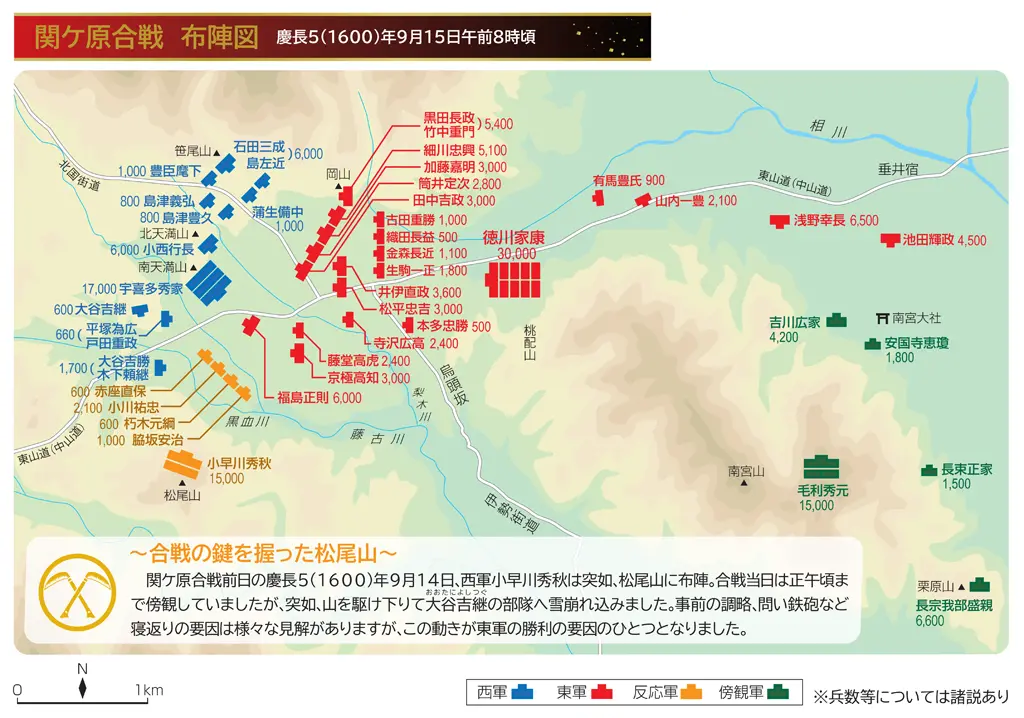 関ケ原合戦 布陣図 慶長5(1600)年9月15日午前8時頃
笹尾山
石田三成
島左近
6,000
1,000 豊臣麾下
北国街道
800 島津義弘
800 島津豊久
蒲生備中
1,000
北天満山
6,000 小西行長
南天満山
17,000 宇喜多秀家
600 大谷吉継
660
平塚為広
戸田重政
1,700
大谷吉勝
木下頼継
600 赤座直保
2,100 小川祐忠
600 朽木元綱
1,000 脇坂安治
東山道(中山道)
小早川秀秋
15,000
松尾山
黒血川
藤古川
梨木川
岡山
黒田長政
竹中重門
5,400
細川忠興 5,100
加藤嘉明 3,000
筒井定次 2,800
田中吉政 3,000
古田重勝 1,000
織田長益 500
金森長近 1,100
生駒一正 1,800
井伊直政 3,600
松平忠吉 3,000
本多忠勝 500
寺沢広高 2,400
藤堂高虎 2,400
京極高知 3,000
福島正則 6,000
徳川家康
30,000
桃配山
烏頭坂
伊勢街道
相川
垂井宿
東山道(中山道)
有馬豊氏 900
山内一豊 2,100
浅野幸長 6,500
池田輝政 4,500
吉川広家
4,200
南宮大社
安国寺恵瓊
1,800
南宮山
毛利秀元
15,000
長束正家
1,500
栗原山
長宗我部盛親
6,600
～合戦の鍵を握った松尾山～
関ケ原合戦前日の慶長5(1600)年9月14日、西軍小早川秀秋は突如、松尾山に布陣。合戦当日は正午頃ま
で傍観していましたが、突如、山を駆け下りて大谷吉継の部隊へ雪崩れ込みました。事前の調略、問い鉄砲など
おおたによしつぐ
寝返りの要因は様々な見解がありますが、この動きが東軍の勝利の要因のひとつとなりました。
N
0 1km
西軍 東軍 反応軍 傍観軍
※兵数等については諸説あり